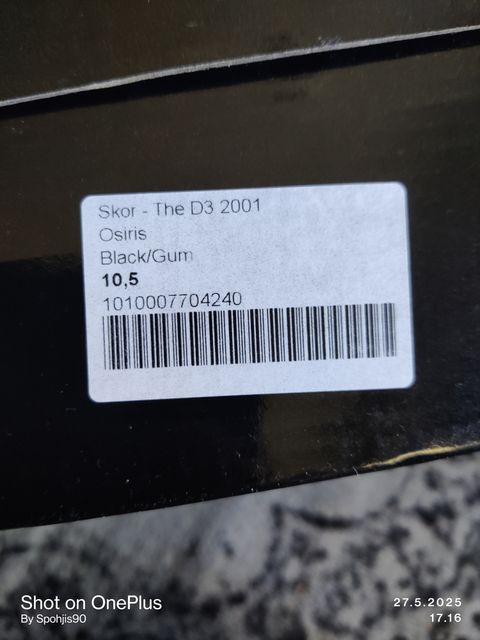 Skor - The D3 2001
Osiris
Black/Gum
10,5
1010007704240
Shot on OnePlus
By Spohjis90
27.5.2025
17.16